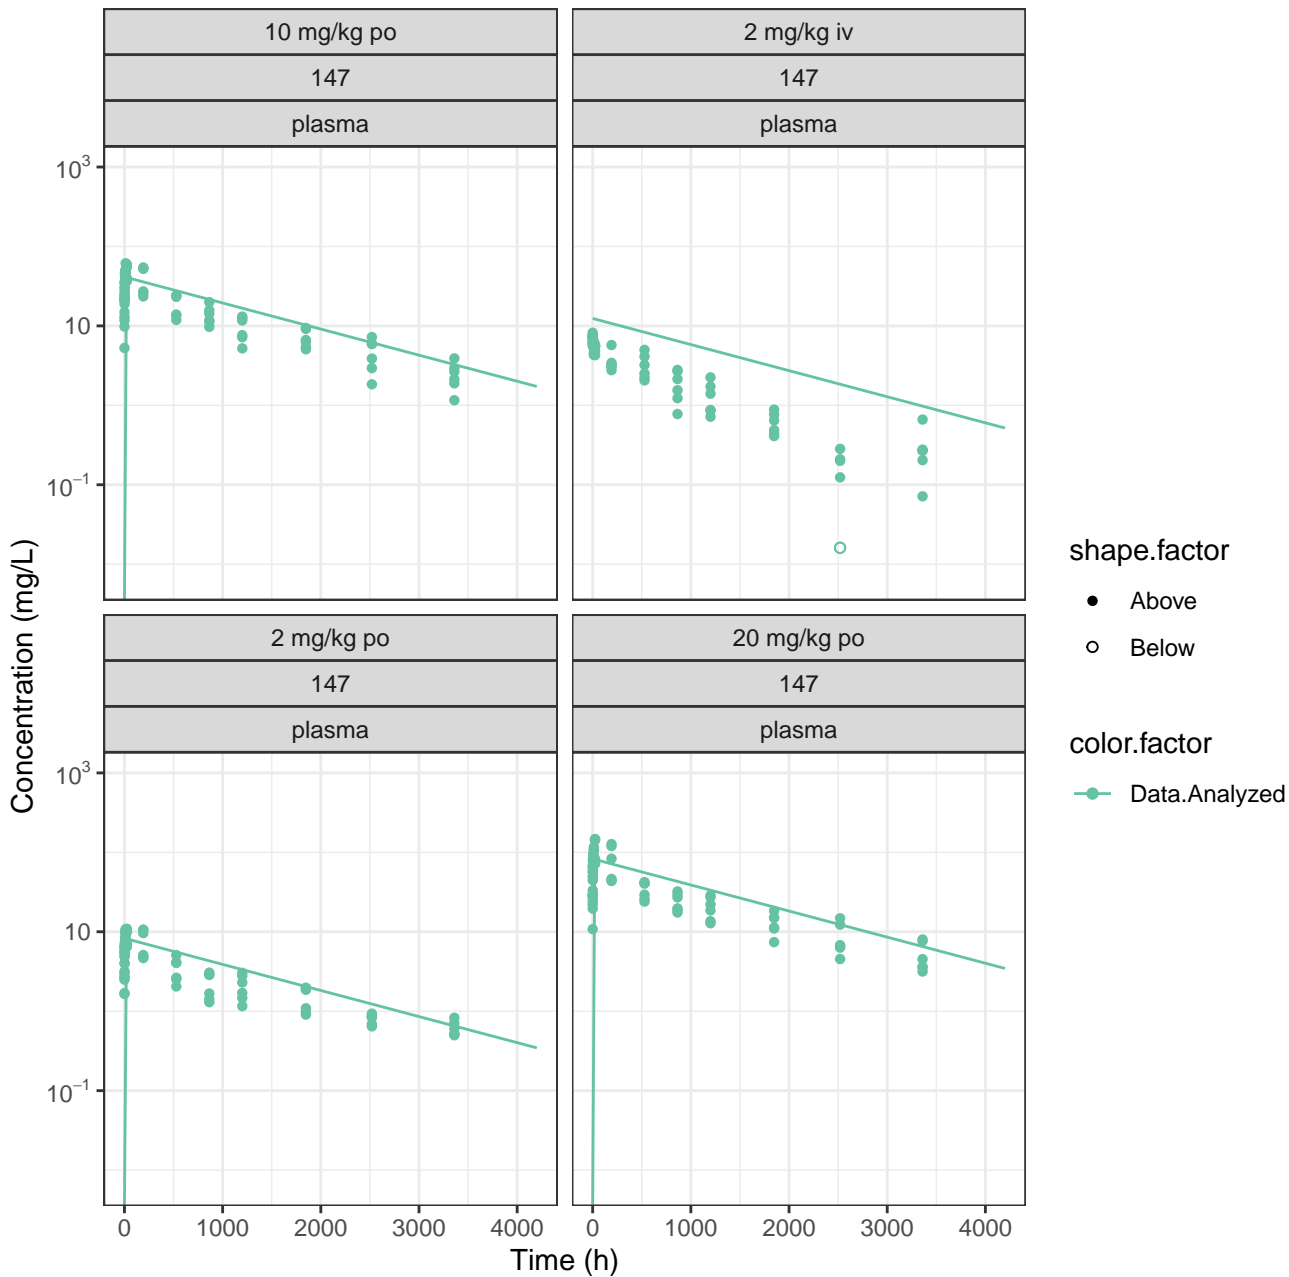 10 mg/kg po
147
plasma
2 mg/kg iv
147
plasma
10³
10
10⁻¹
2 mg/kg po
147
plasma
20 mg/kg po
147
plasma
10³
10
10⁻¹
0 1000 2000 3000 4000
0 1000 2000 3000 4000
Time (h)
Concentration (mg/L)
shape.factor
Above
Below
color.factor
Data.Analyzed